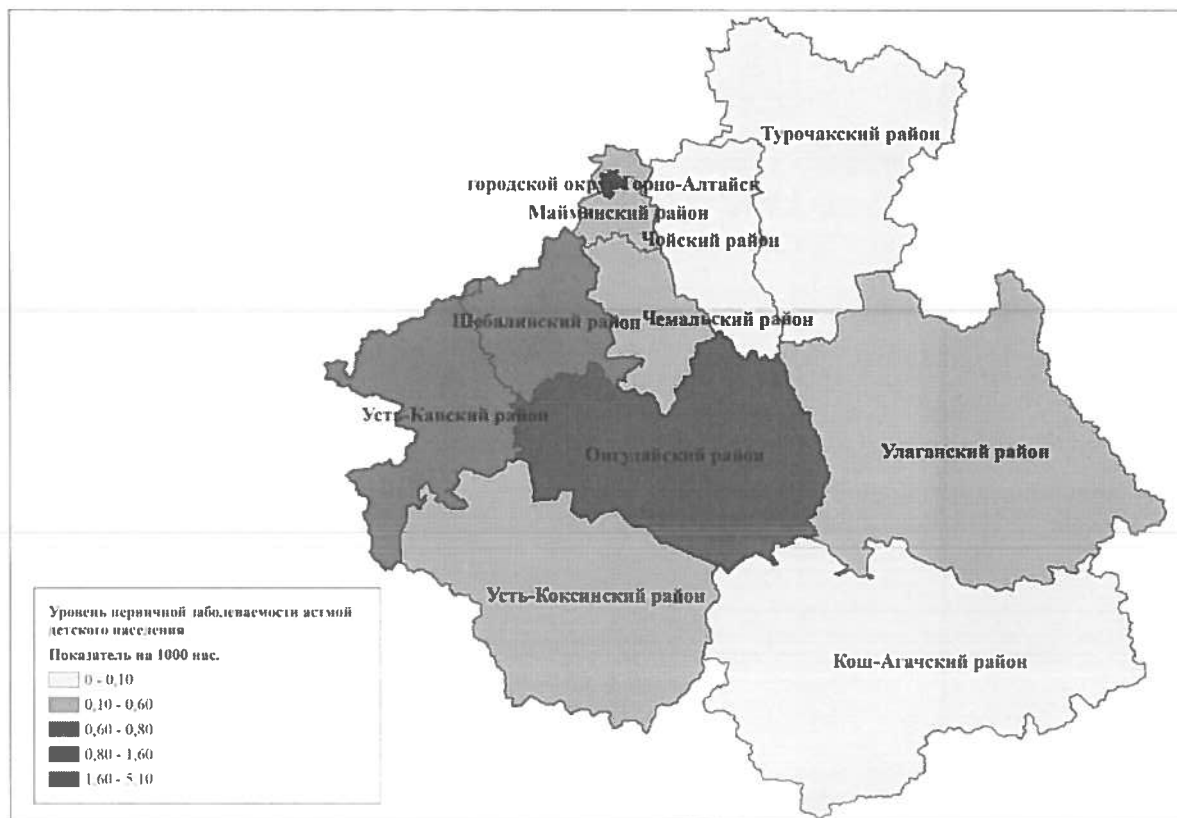 Турочакский район
городской округ Горно-Алтайск
Майминский район
Чойский район
Шебалинский район
Чемальский район
Усть-Канский район
Онгудайский район
Улаганский район
Усть-Коксинский район
Кош-Агачский район
Уровень первичной заболеваемости астмой
детского населения
Показатель на 1000 нас.
0 - 0,10
0,10 - 0,60
0,60 - 0,80
0,80 - 1,60
1,60 - 5,10